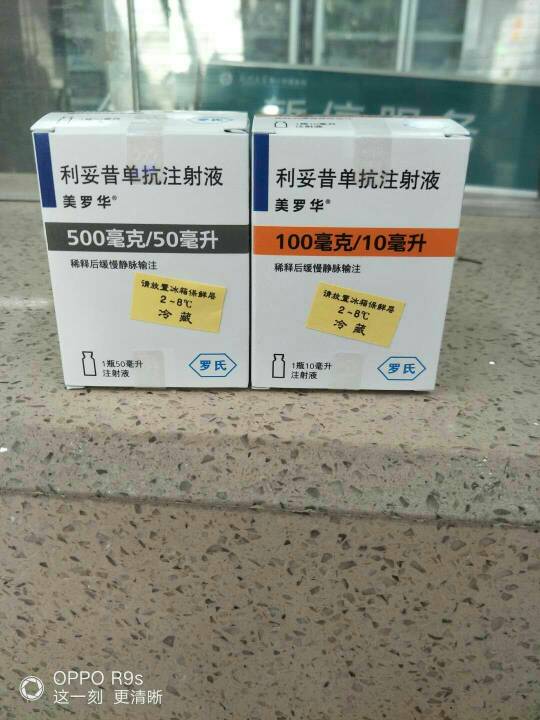 利妥昔单抗注射液
美罗华®
500毫克/50毫升
稀释后缓慢静脉输注
请放置冰箱保鲜层
2~8℃
冷藏
1瓶50毫升
注射液
罗氏
利妥昔单抗注射液
美罗华®
100毫克/10毫升
稀释后缓慢静脉输注
请放置冰箱保鲜层
2~8℃
冷藏
1瓶10毫升
注射液
罗氏
OPPO R9s
这一刻 更清晰